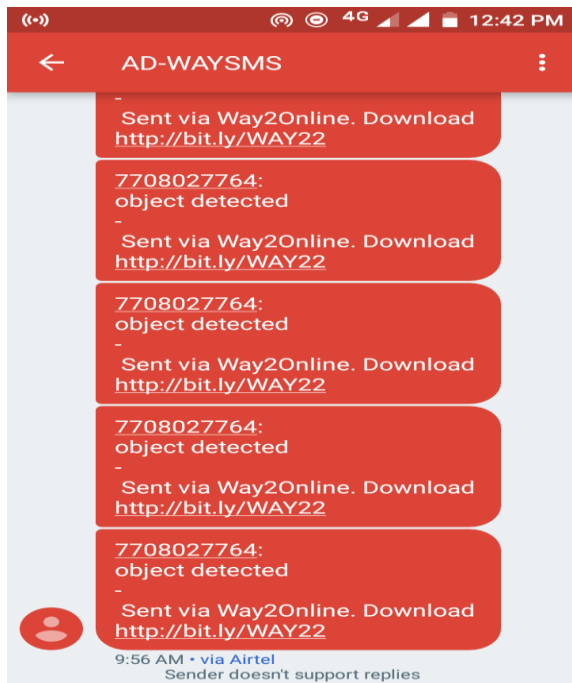 4G 12:42 PM
AD-WAYSMS
-
Sent via Way2Online. Download
http://bit.ly/WAY22
7708027764:
object detected
-
Sent via Way2Online. Download
http://bit.ly/WAY22
7708027764:
object detected
-
Sent via Way2Online. Download
http://bit.ly/WAY22
7708027764:
object detected
-
Sent via Way2Online. Download
http://bit.ly/WAY22
7708027764:
object detected
-
Sent via Way2Online. Download
http://bit.ly/WAY22
9:56 AM • via Airtel
Sender doesn't support replies